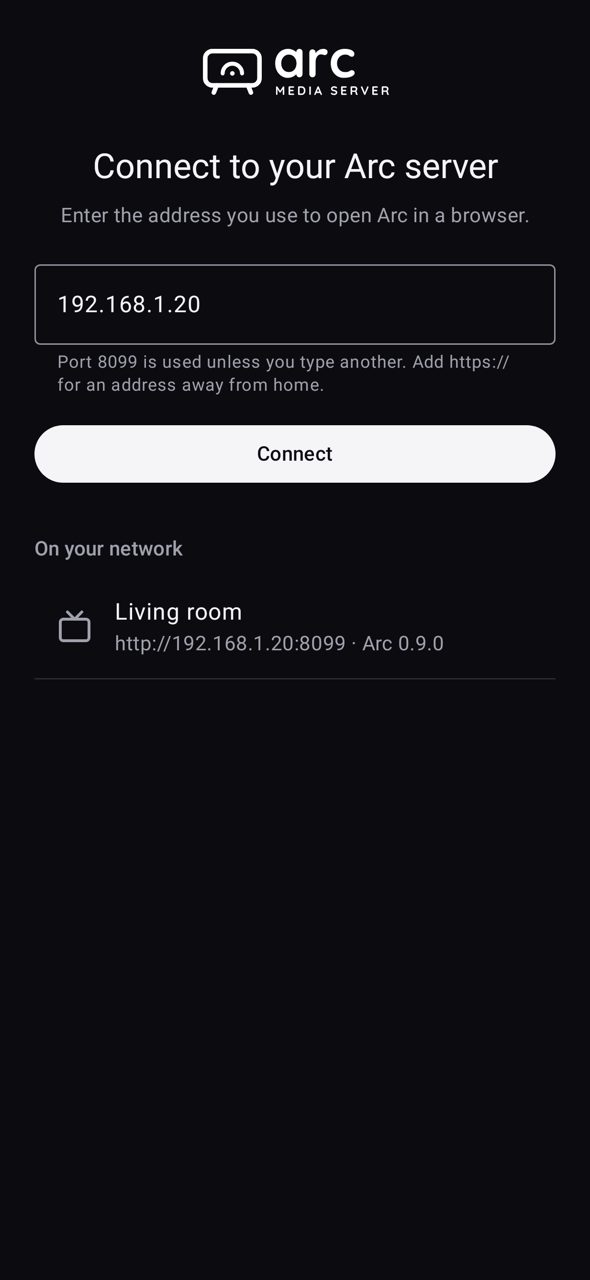 arc
MEDIA SERVER
Connect to your Arc server
Enter the address you use to open Arc in a browser.
192.168.1.20
Port 8099 is used unless you type another. Add https://
for an address away from home.
Connect
On your network
Living room
http://192.168.1.20:8099 · Arc 0.9.0